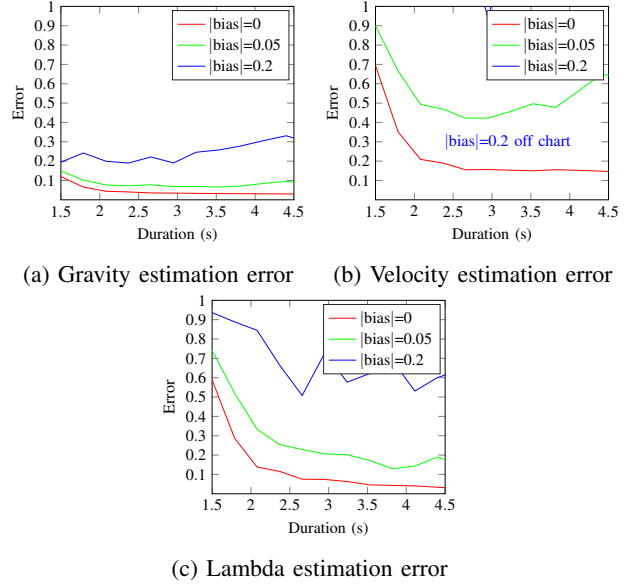 1
0.9
0.8
0.7
0.6
0.5
0.4
0.3
0.2
0.1
Error
|bias|=0
|bias|=0.05
|bias|=0.2
1.5 2 2.5 3 3.5 4 4.5
Duration (s)
(a) Gravity estimation error
1
0.9
0.8
0.7
0.6
0.5
0.4
0.3
0.2
0.1
Error
|bias|=0
|bias|=0.05
|bias|=0.2
|bias|=0.2 off chart
1.5 2 2.5 3 3.5 4 4.5
Duration (s)
(b) Velocity estimation error
1
0.9
0.8
0.7
0.6
0.5
0.4
0.3
0.2
0.1
Error
|bias|=0
|bias|=0.05
|bias|=0.2
1.5 2 2.5 3 3.5 4 4.5
Duration (s)
(c) Lambda estimation error